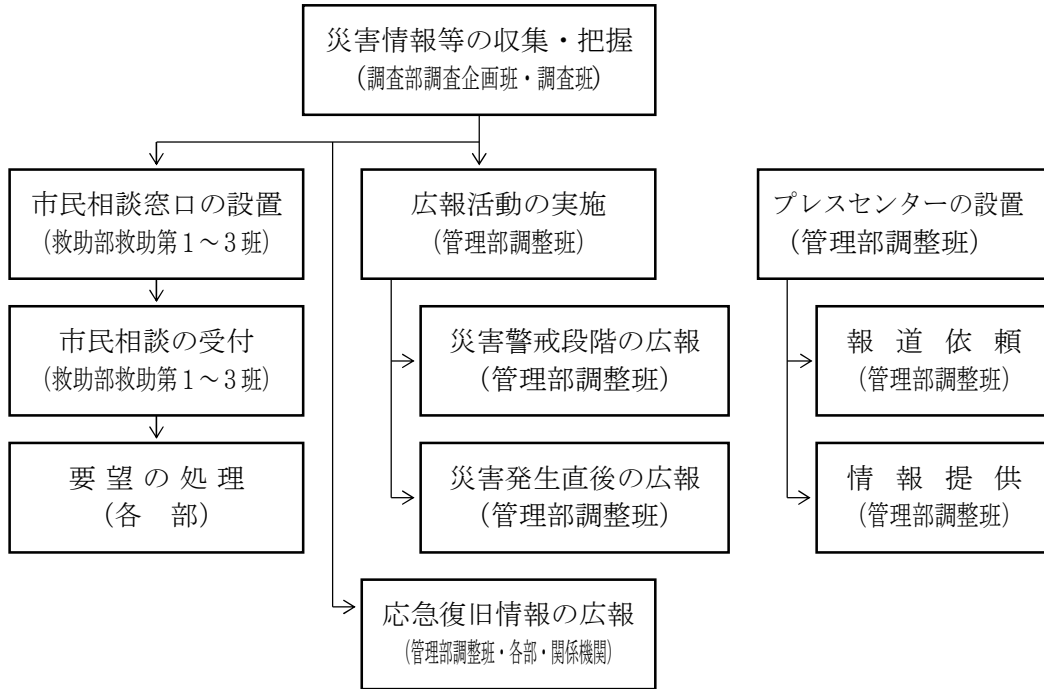 災害情報等の収集・把握
(調査部調査企画班・調査班)
市民相談窓口の設置
(救助部救助第１～３班)
広報活動の実施
(管理部調整班)
プレスセンターの設置
(管理部調整班)
市民相談の受付
(救助部救助第１～３班)
災害警戒段階の広報
(管理部調整班)
報道依頼
(管理部調整班)
要望の処理
(各　部)
災害発生直後の広報
(管理部調整班)
情報提供
(管理部調整班)
応急復旧情報の広報
(管理部調整班・各部・関係機関)